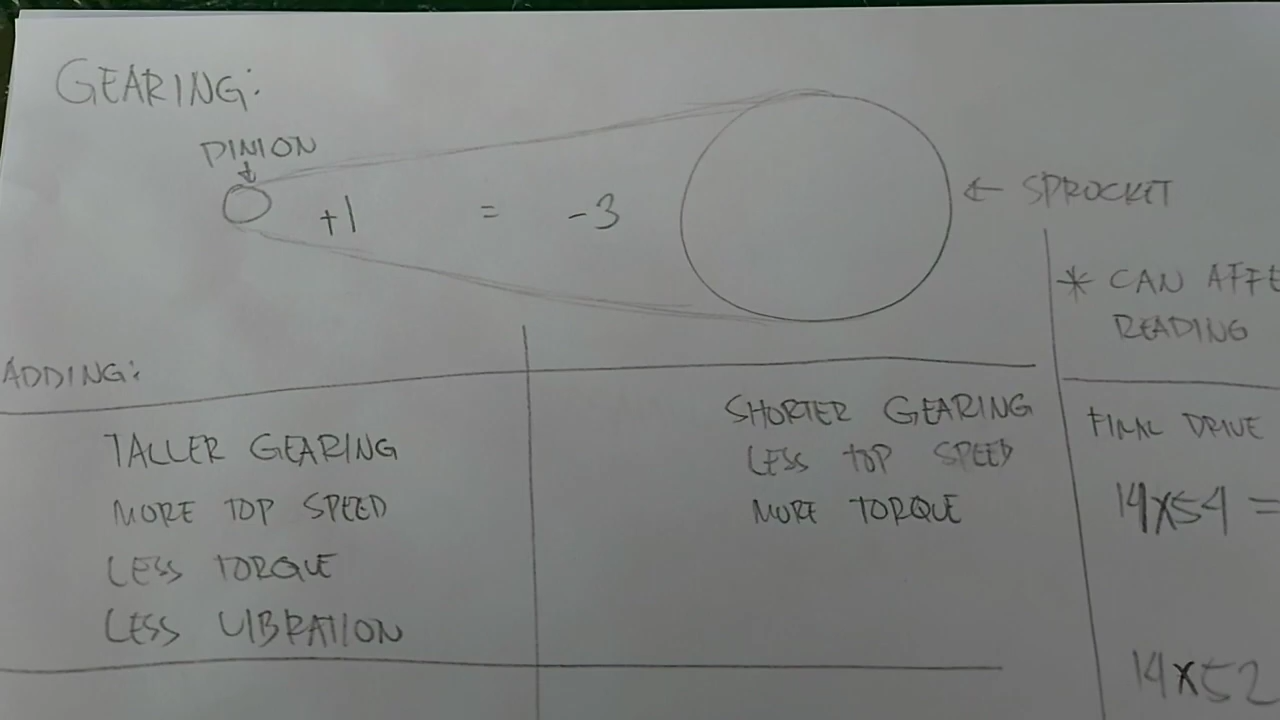 GEARING:
PINION
+1 = -3
← SPROCKET
* CAN AFFE
READING
ADDING:
TALLER GEARING
MORE TOP SPEED
LESS TORQUE
LESS VIBRATION
SHORTER GEARING
LESS TOP SPEED
MORE TORQUE
FINAL DRIVE
14x54 =
14x52